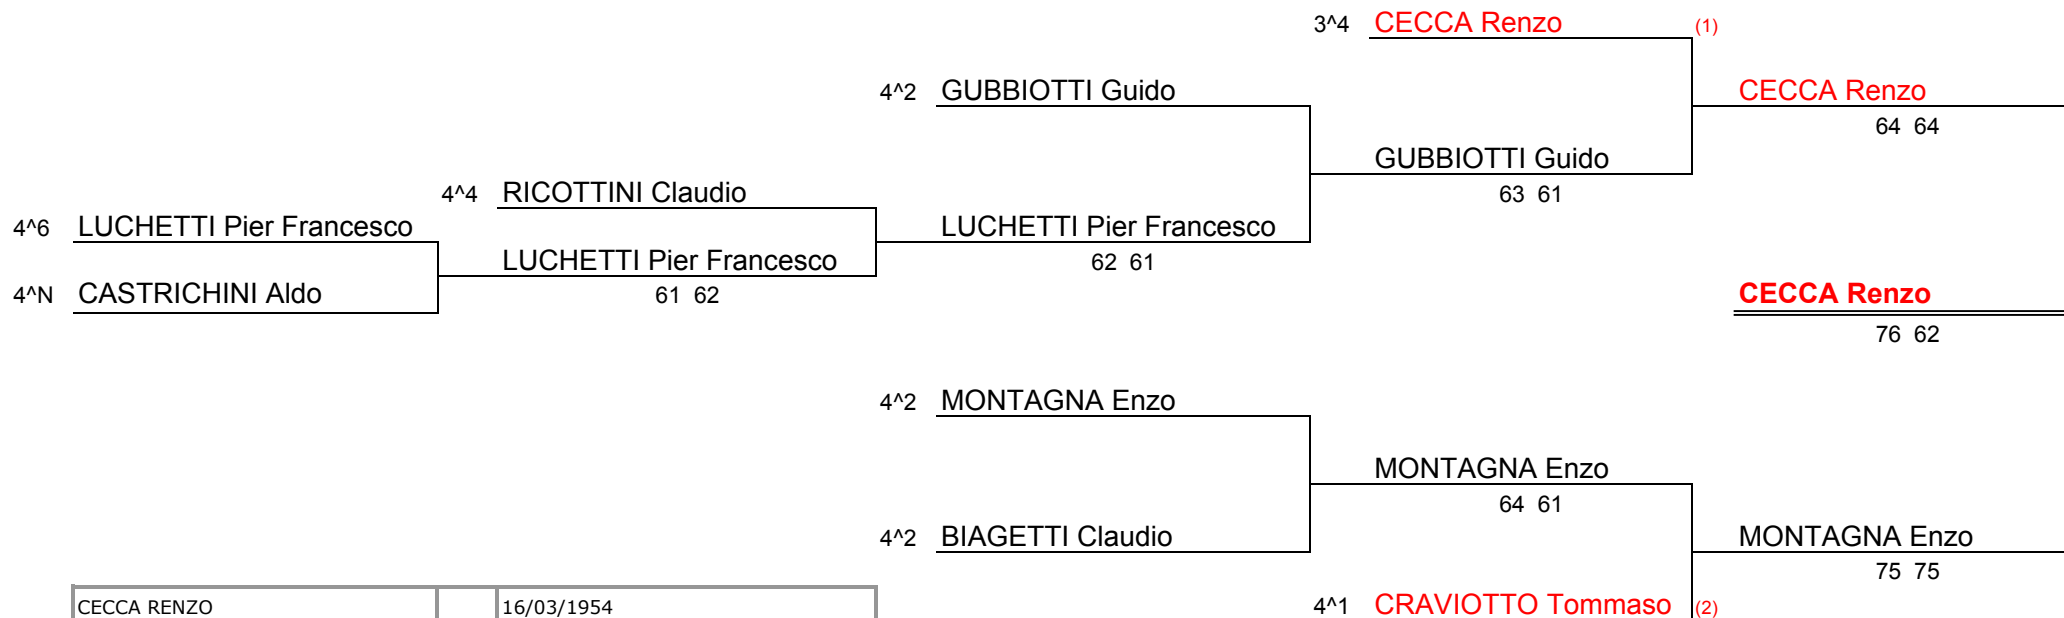 3^4 CECCA Renzo (1)
4^2 GUBBIOTTI Guido CECCA Renzo
64 64
GUBBIOTTI Guido
4^4 RICOTTINI Claudio 63 61
4^6 LUCHETTI Pier Francesco LUCHETTI Pier Francesco
LUCHETTI Pier Francesco 62 61
4^N CASTRICHINI Aldo 61 62 CECCA Renzo
76 62
4^2 MONTAGNA Enzo
MONTAGNA Enzo
64 61
4^2 BIAGETTI Claudio MONTAGNA Enzo
75 75
CECCA RENZO 16/03/1954 4^1 CRAVIOTTO Tommaso (2)